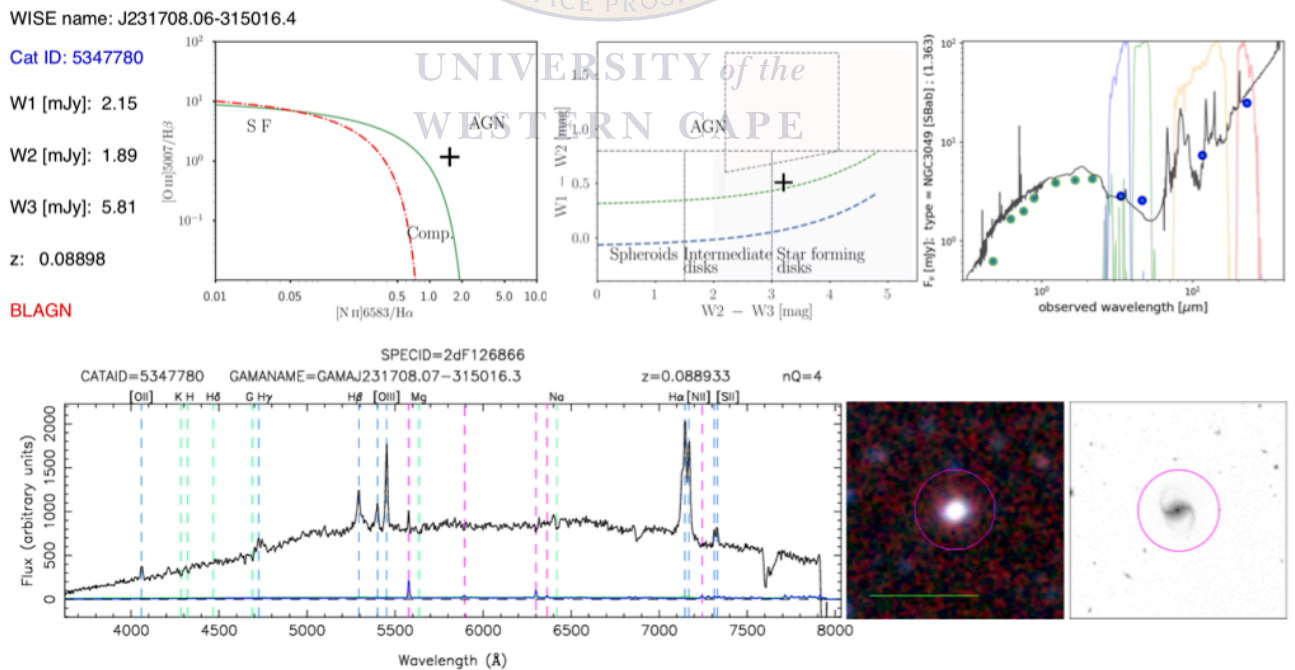 TICE PROS
UNIVERSITY of the
WESTERN CAPE
WISE name: J231708.06-315016.4
Cat ID: 5347780
W1 [mJy]: 2.15
W2 [mJy]: 1.89
W3 [mJy]: 5.81
z: 0.08898
BLAGN
[O III]5007/Hβ
10²
10¹
10⁰
10⁻¹
S F
AGN
Comp.
0.01 0.05 0.5 1.0 2.0 5.0 10.0
[N II]6583/Hα
W1 − W2 [mag]
1.5
1.0
0.5
0.0
AGN
Spheroids Intermediate disks Star forming disks
0 1 2 3 4 5
W2 − W3 [mag]
Fᵥ [mJy]; type = NGC3049 [SBab] ; (1.363)
10²
10¹
10⁰
10⁰ 10¹
observed wavelength [μm]
SPECID=2dF126866
CATAID=5347780 GAMANAME=GAMAJ231708.07−315016.3 z=0.088933 nQ=4
[OII] K H Hδ G Hγ Hβ [OIII] Mg Na Hα [NII] [SII]
Flux (arbitrary units)
2000
1500
1000
500
0
4000 4500 5000 5500 6000 6500 7000 7500 8000
Wavelength (Å)